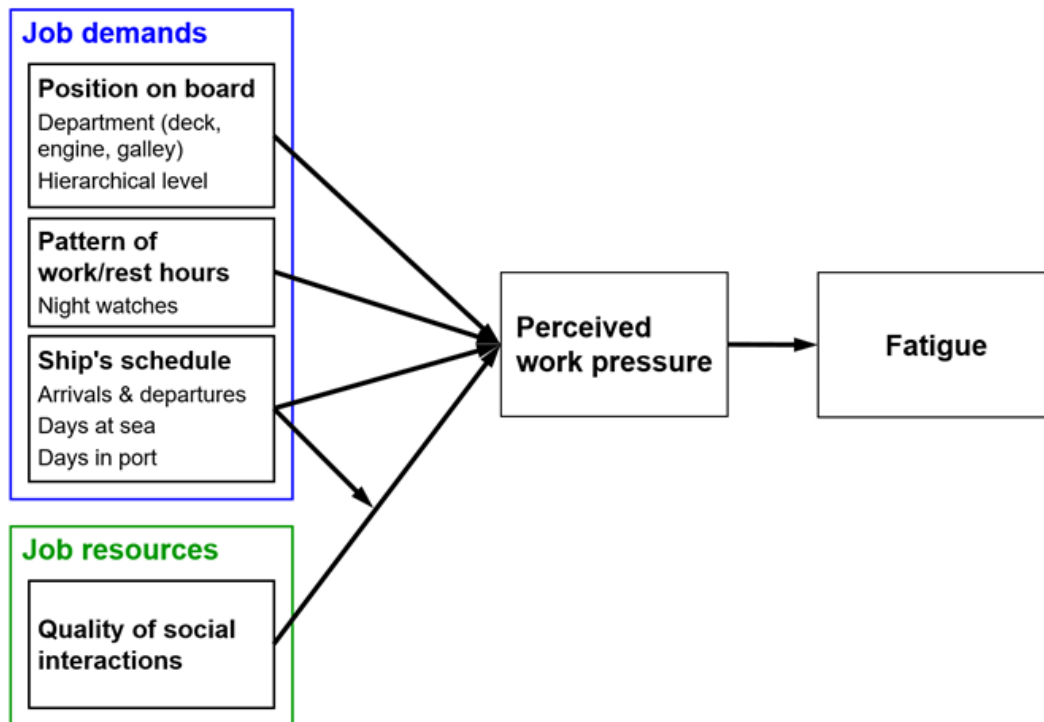 Job demands
Position on board
Department (deck,
engine, galley)
Hierarchical level
Pattern of
work/rest hours
Night watches
Ship's schedule
Arrivals & departures
Days at sea
Days in port
Job resources
Quality of social
interactions
Perceived
work pressure
Fatigue